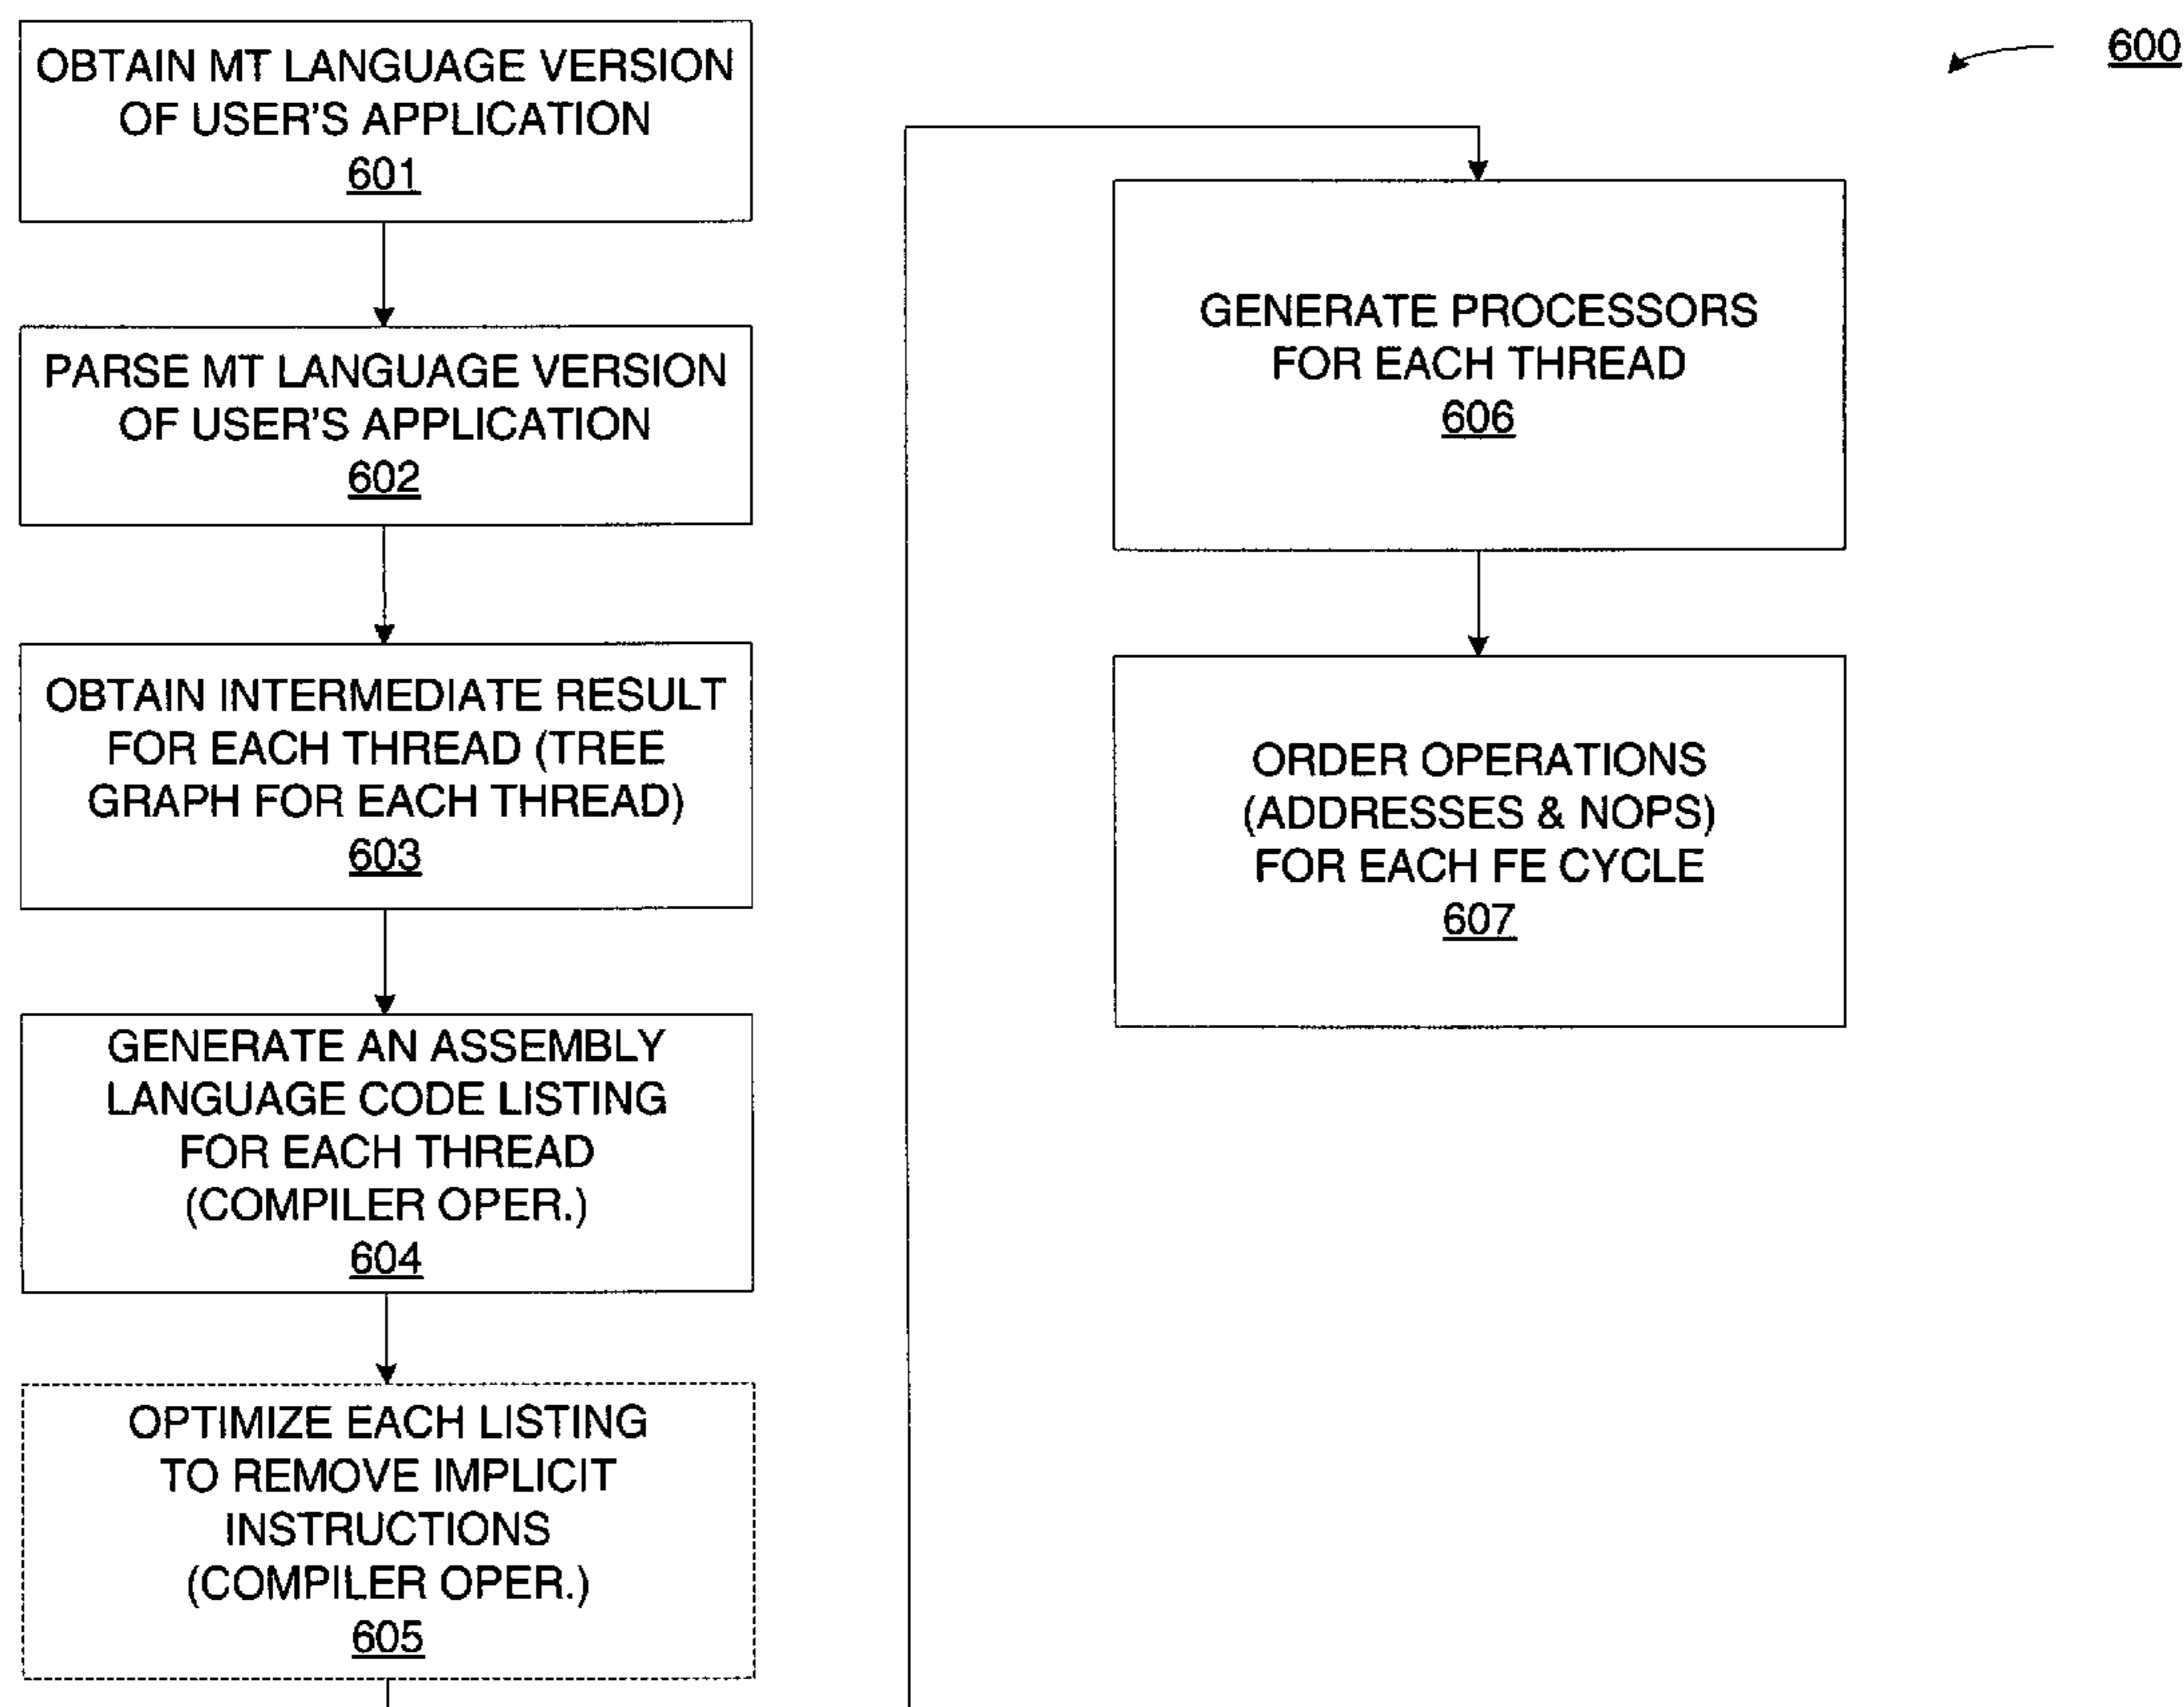 OBTAIN MT LANGUAGE VERSION
OF USER'S APPLICATION
601
PARSE MT LANGUAGE VERSION
OF USER'S APPLICATION
602
OBTAIN INTERMEDIATE RESULT
FOR EACH THREAD (TREE
GRAPH FOR EACH THREAD)
603
GENERATE AN ASSEMBLY
LANGUAGE CODE LISTING
FOR EACH THREAD
(COMPILER OPER.)
604
OPTIMIZE EACH LISTING
TO REMOVE IMPLICIT
INSTRUCTIONS
(COMPILER OPER.)
605
600
GENERATE PROCESSORS
FOR EACH THREAD
606
ORDER OPERATIONS
(ADDRESSES & NOPS)
FOR EACH FE CYCLE
607